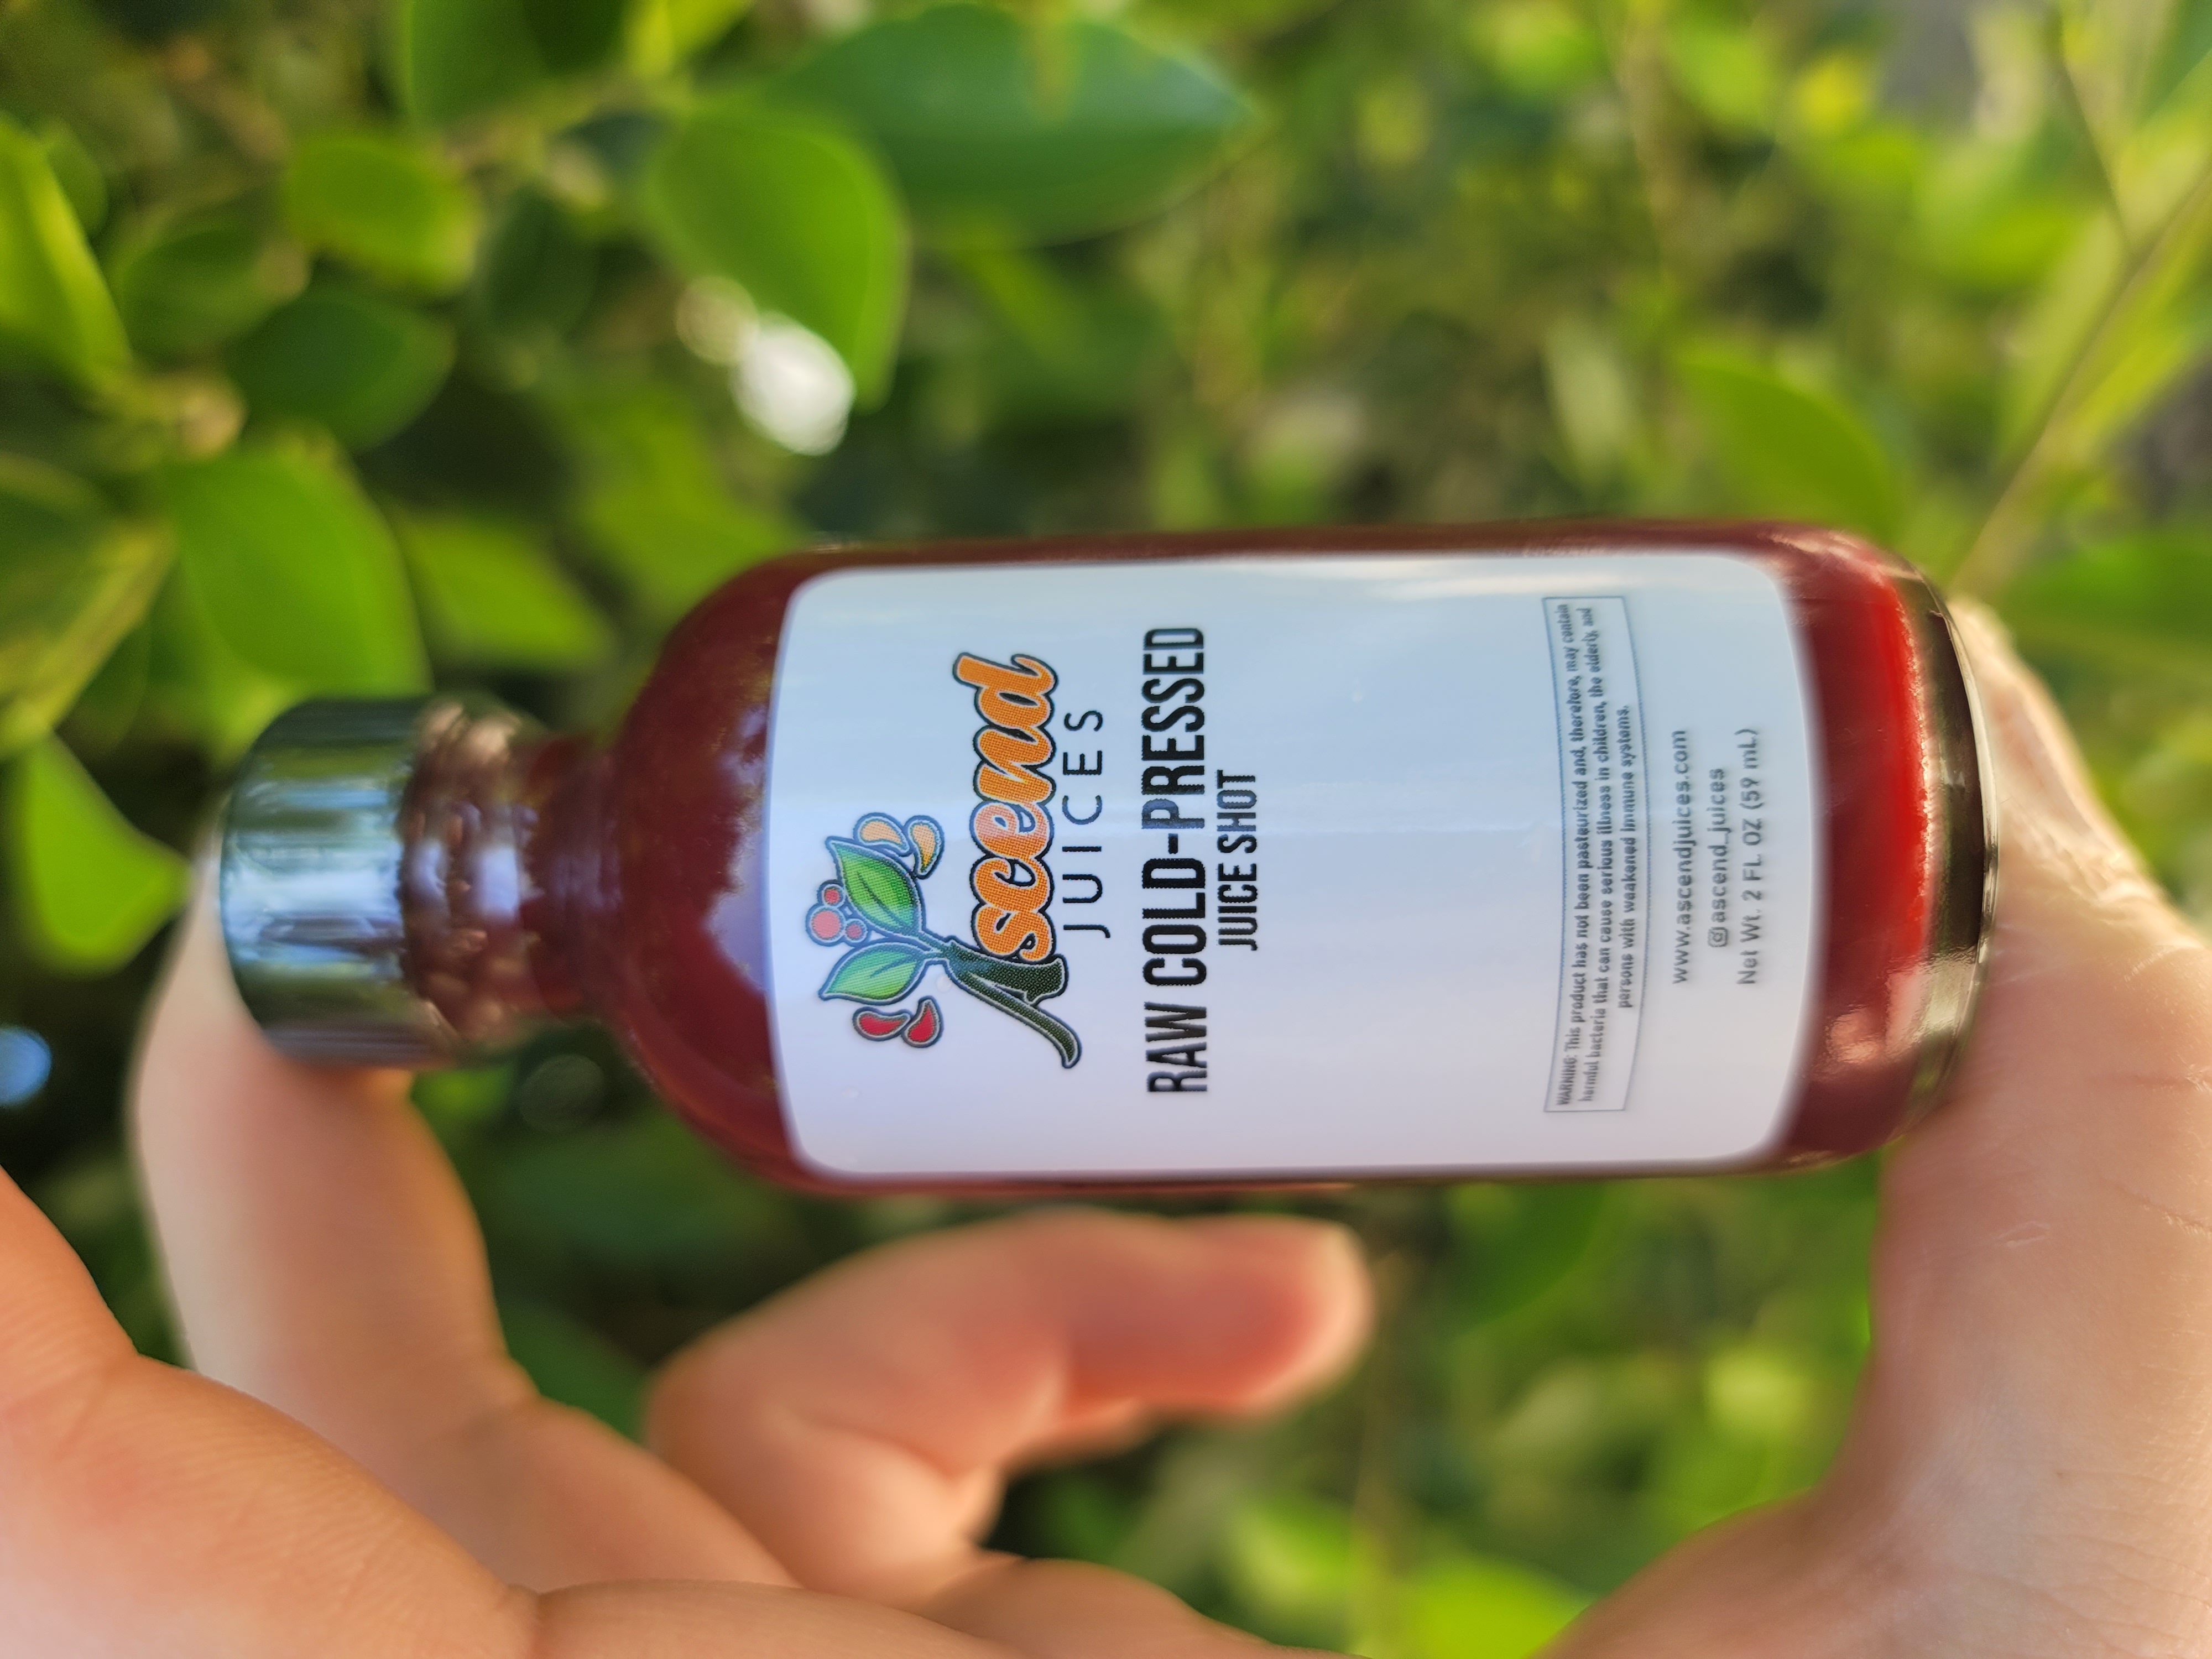 Ascend
JUICES
RAW COLD-PRESSED
JUICE SHOT
WARNING: This product has not been pasteurized and, therefore, may contain
harmful bacteria that can cause serious illness in children, the elderly, and
persons with weakened immune systems.
www.ascendjuices.com
ascend_juices
Net Wt. 2 FL. OZ (59 mL)